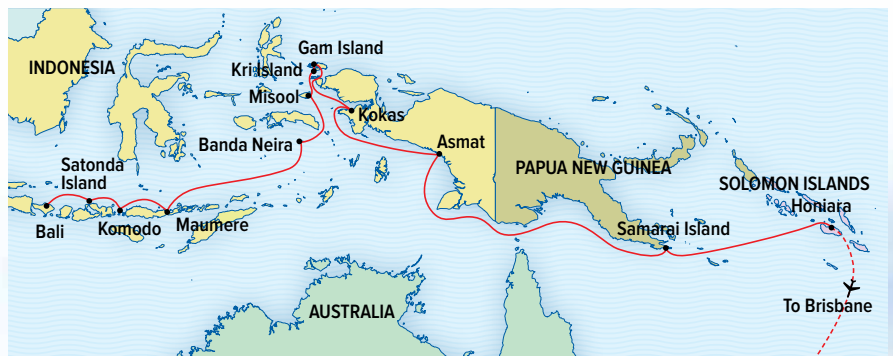 Gam Island
INDONESIA
Kri Island
Misool
Kokas
Banda Neira
Asmat
Satonda
Island
PAPUA NEW GUINEA
SOLOMON ISLANDS
Honiara
Bali
Komodo
Maumere
Samarai Island
AUSTRALIA
To Brisbane